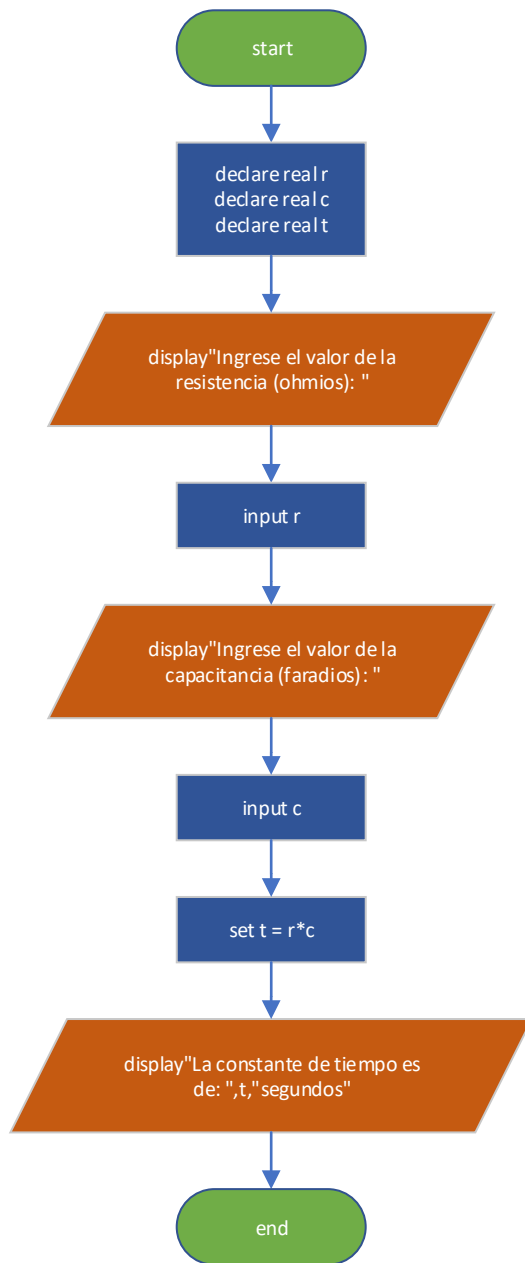 start
declare real r
declare real c
declare real t
display"Ingrese el valor de la
resistencia (ohmios): "
input r
display"Ingrese el valor de la
capacitancia (faradios): "
input c
set t = r*c
display"La constante de tiempo es
de: ",t,"segundos"
end